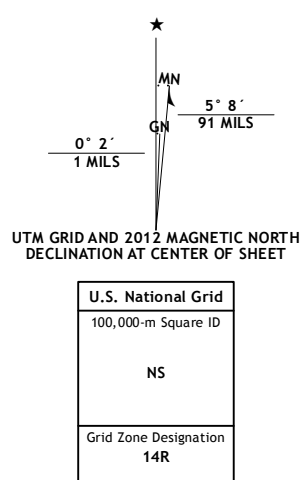 MN
GN
5° 8´
91 MILS
0° 2´
1 MILS
UTM GRID AND 2012 MAGNETIC NORTH
DECLINATION AT CENTER OF SHEET
U.S. National Grid
100,000-m Square ID
NS
Grid Zone Designation
14R